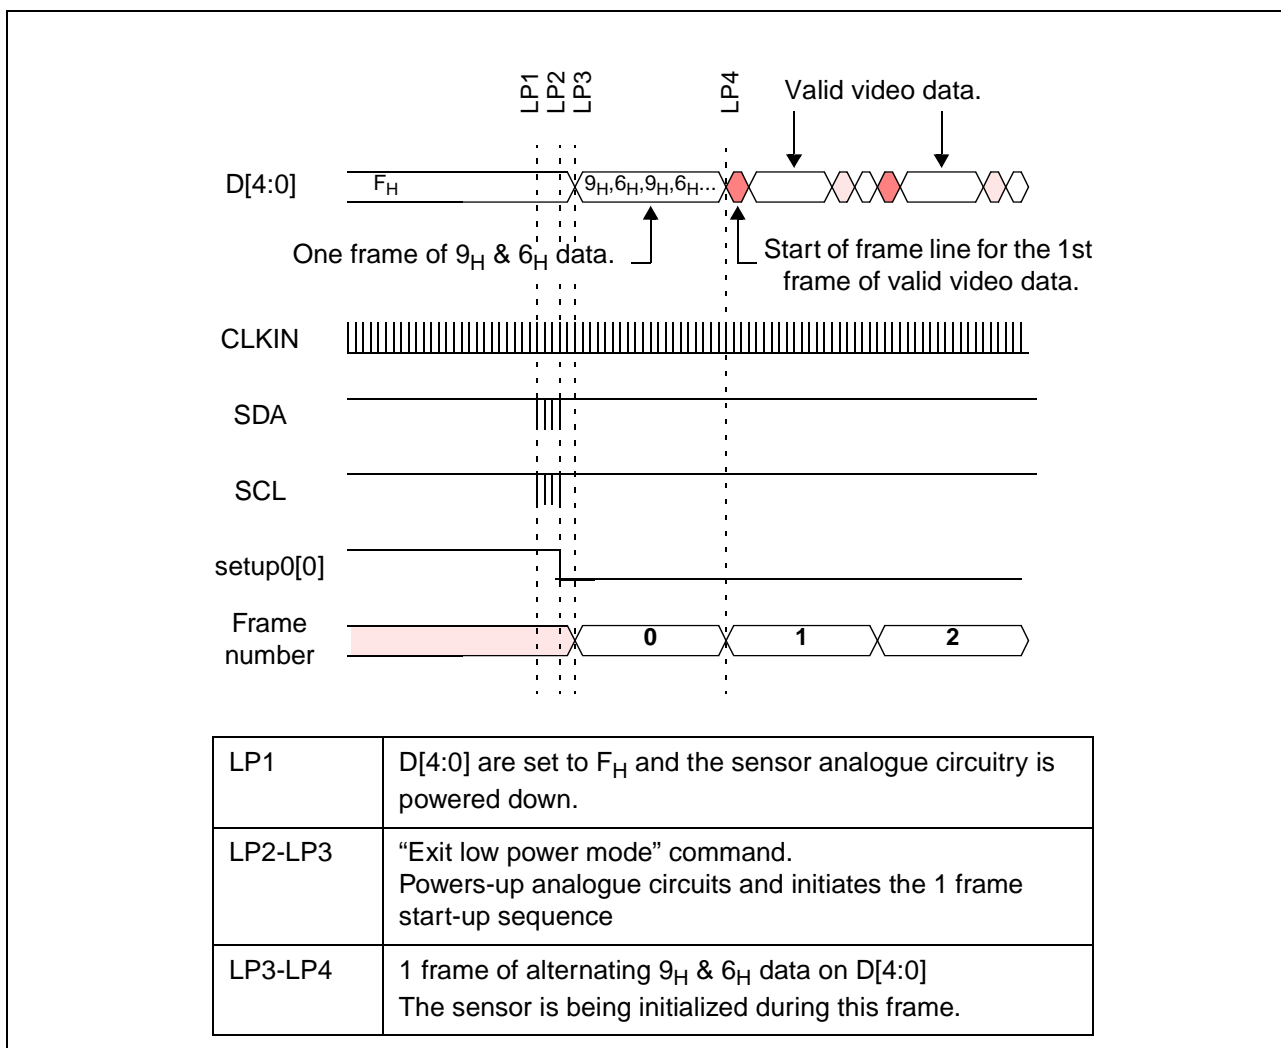 LP1
LP2
LP3
LP4
Valid video data.
D[4:0]
FH
9H,6H,9H,6H...
One frame of 9H & 6H data.
Start of frame line for the 1st
frame of valid video data.
CLKIN
SDA
SCL
setup0[0]
Frame
number
0
1
2
LP1
D[4:0] are set to FH and the sensor analogue circuitry is
powered down.
LP2-LP3
“Exit low power mode” command.
Powers-up analogue circuits and initiates the 1 frame
start-up sequence
LP3-LP4
1 frame of alternating 9H & 6H data on D[4:0]
The sensor is being initialized during this frame.